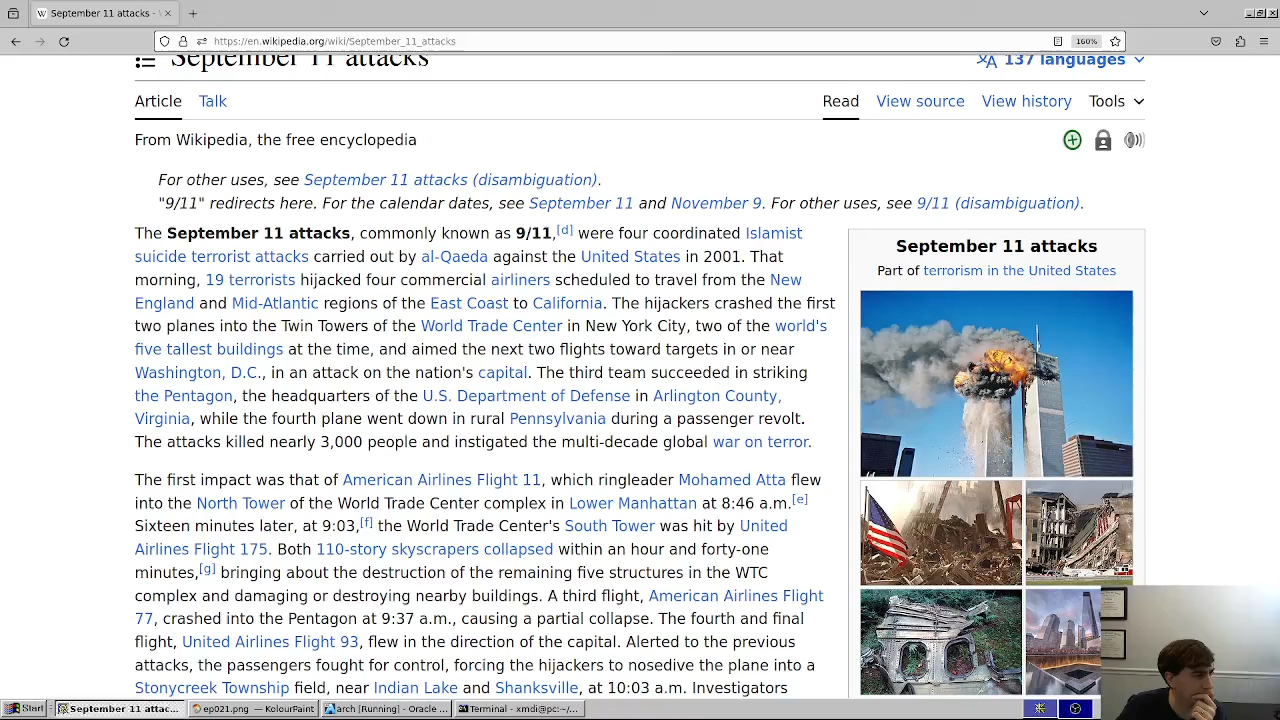 September 11 attacks -
https://en.wikipedia.org/wiki/September_11_attacks
160%
September 11 attacks
137 languages
Article Talk Read View source View history Tools
From Wikipedia, the free encyclopedia
For other uses, see September 11 attacks (disambiguation).
"9/11" redirects here. For the calendar dates, see September 11 and November 9. For other uses, see 9/11 (disambiguation).
The September 11 attacks, commonly known as 9/11,[d] were four coordinated Islamist
suicide terrorist attacks carried out by al-Qaeda against the United States in 2001. That
morning, 19 terrorists hijacked four commercial airliners scheduled to travel from the New
England and Mid-Atlantic regions of the East Coast to California. The hijackers crashed the first
two planes into the Twin Towers of the World Trade Center in New York City, two of the world's
five tallest buildings at the time, and aimed the next two flights toward targets in or near
Washington, D.C., in an attack on the nation's capital. The third team succeeded in striking
the Pentagon, the headquarters of the U.S. Department of Defense in Arlington County,
Virginia, while the fourth plane went down in rural Pennsylvania during a passenger revolt.
The attacks killed nearly 3,000 people and instigated the multi-decade global war on terror.
The first impact was that of American Airlines Flight 11, which ringleader Mohamed Atta flew
into the North Tower of the World Trade Center complex in Lower Manhattan at 8:46 a.m.[e]
Sixteen minutes later, at 9:03,[f] the World Trade Center's South Tower was hit by United
Airlines Flight 175. Both 110-story skyscrapers collapsed within an hour and forty-one
minutes,[g] bringing about the destruction of the remaining five structures in the WTC
complex and damaging or destroying nearby buildings. A third flight, American Airlines Flight
77, crashed into the Pentagon at 9:37 a.m., causing a partial collapse. The fourth and final
flight, United Airlines Flight 93, flew in the direction of the capital. Alerted to the previous
attacks, the passengers fought for control, forcing the hijackers to nosedive the plane into a
Stonycreek Township field, near Indian Lake and Shanksville, at 10:03 a.m. Investigators
September 11 attacks
Part of terrorism in the United States
Start September 11 attac... ep021.png — KolourPaint arch [Running] - Oracle ... Terminal - xmdi@pc:~/...